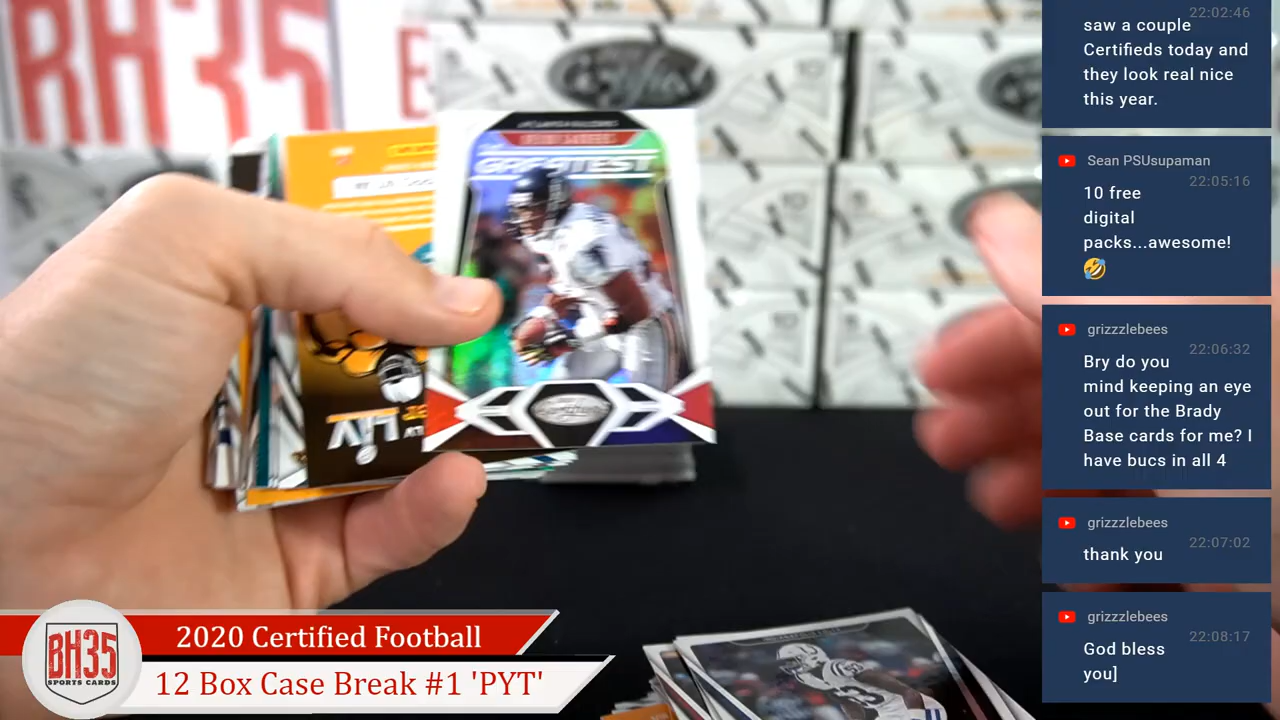 BH35
GREATEST
LIV
BH35
SPORTS CARDS
2020 Certified Football
12 Box Case Break #1 'PYT'
22:02:46
saw a couple
Certifieds today and
they look real nice
this year.
Sean PSUsupaman
22:05:16
10 free
digital
packs...awesome!
🤣
grizzzlebees
22:06:32
Bry do you
mind keeping an eye
out for the Brady
Base cards for me? I
have bucs in all 4
grizzzlebees
22:07:02
thank you
grizzzlebees
22:08:17
God bless
you]